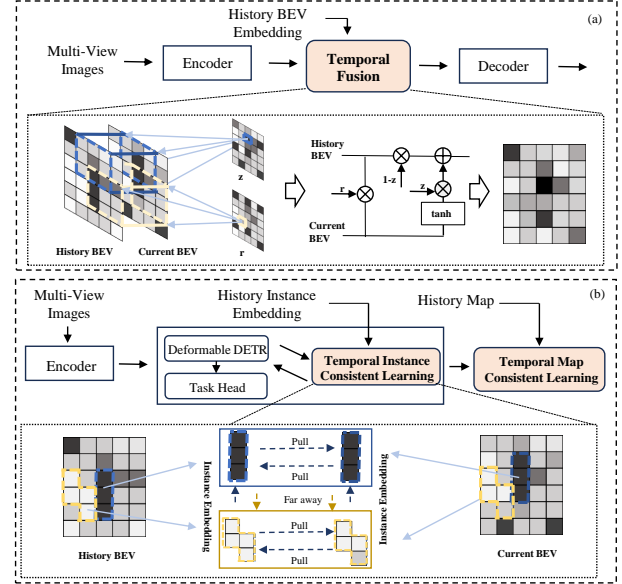 (a)
History BEV
Embedding
Multi-View
Images
Encoder
Temporal
Fusion
Decoder
z
r
History BEV
Current BEV
History
BEV
r
1-z
z
tanh
Current
BEV
(b)
Multi-View
Images
History Instance
Embedding
History Map
Encoder
Deformable DETR
Task Head
Temporal Instance
Consistent Learning
Temporal Map
Consistent Learning
Instance Embedding
Pull
Pull
Far away
Pull
Pull
Instance Embedding
History BEV
Current BEV